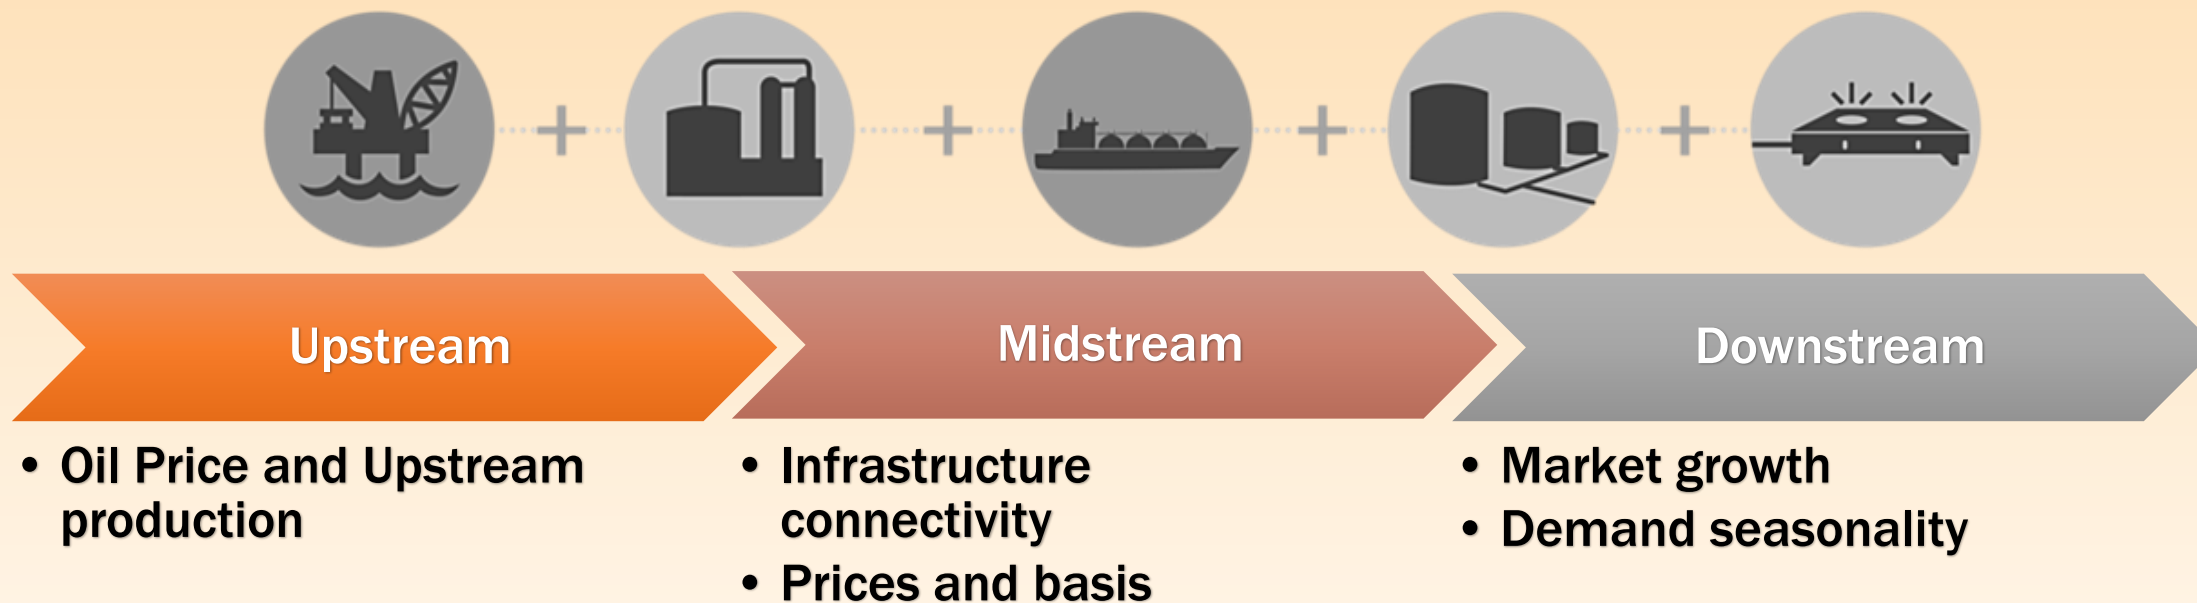 Upstream
Midstream
Downstream
• Oil Price and Upstream
production
• Infrastructure
connectivity
• Prices and basis
• Market growth
• Demand seasonality